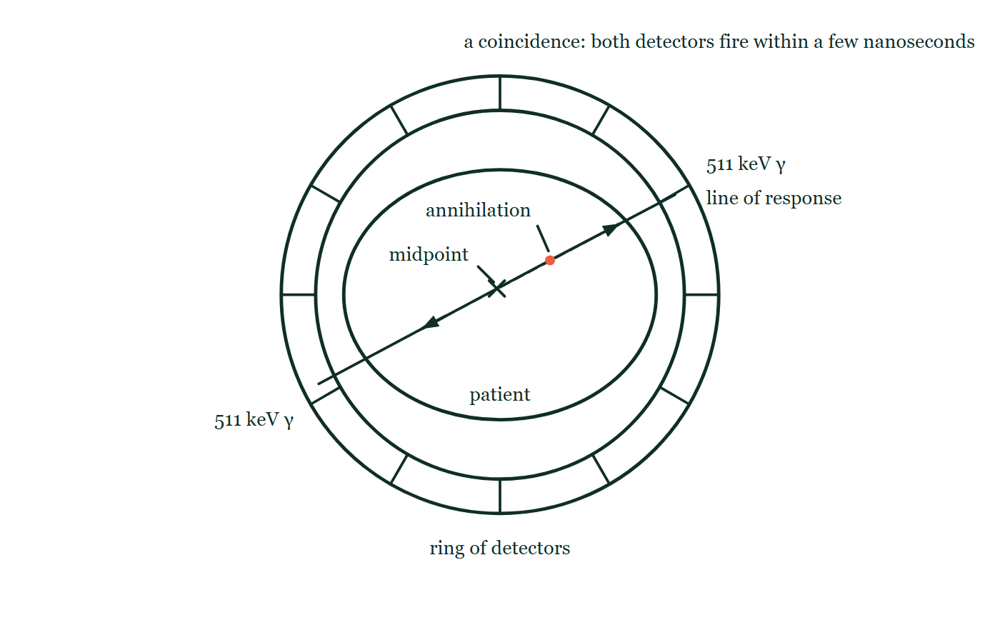 a coincidence: both detectors fire within a few nanoseconds
511 keV γ
line of response
annihilation
midpoint
patient
511 keV γ
ring of detectors